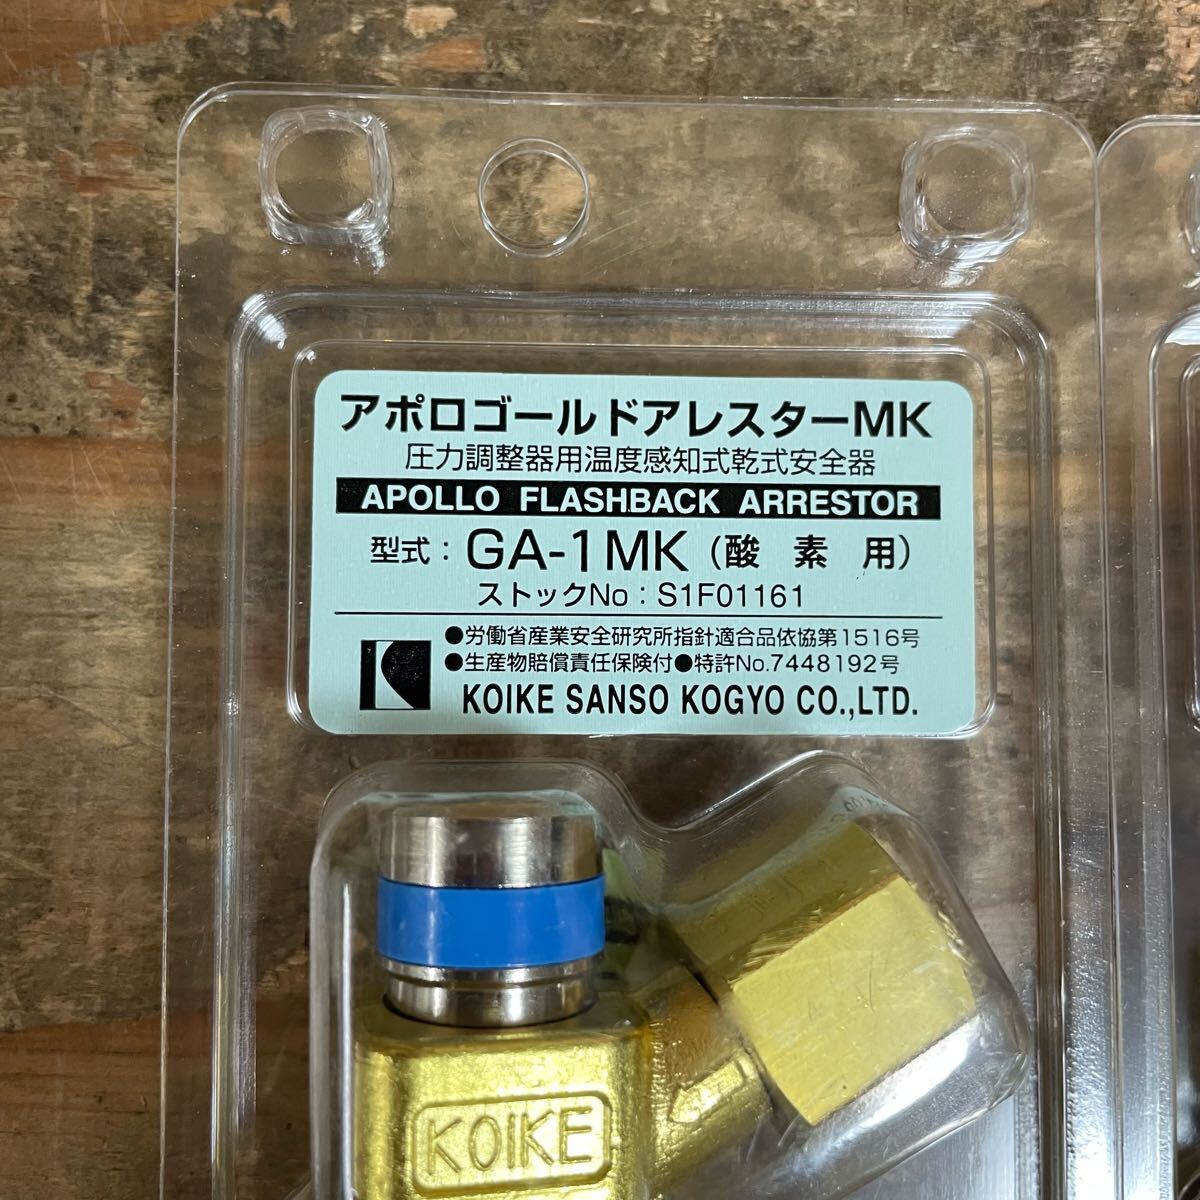 アポロゴールドアレスターMK
圧力調整器用温度感知式乾式安全器
APOLLO FLASHBACK ARRESTOR
型式：GA-1MK（酸素用）
ストックNo：S1F01161
●労働省産業安全研究所指針適合品依協第1516号
●生産物賠償責任保険付●特許No.7448192号
KOIKE SANSO KOGYO CO.,LTD.
KOIKE